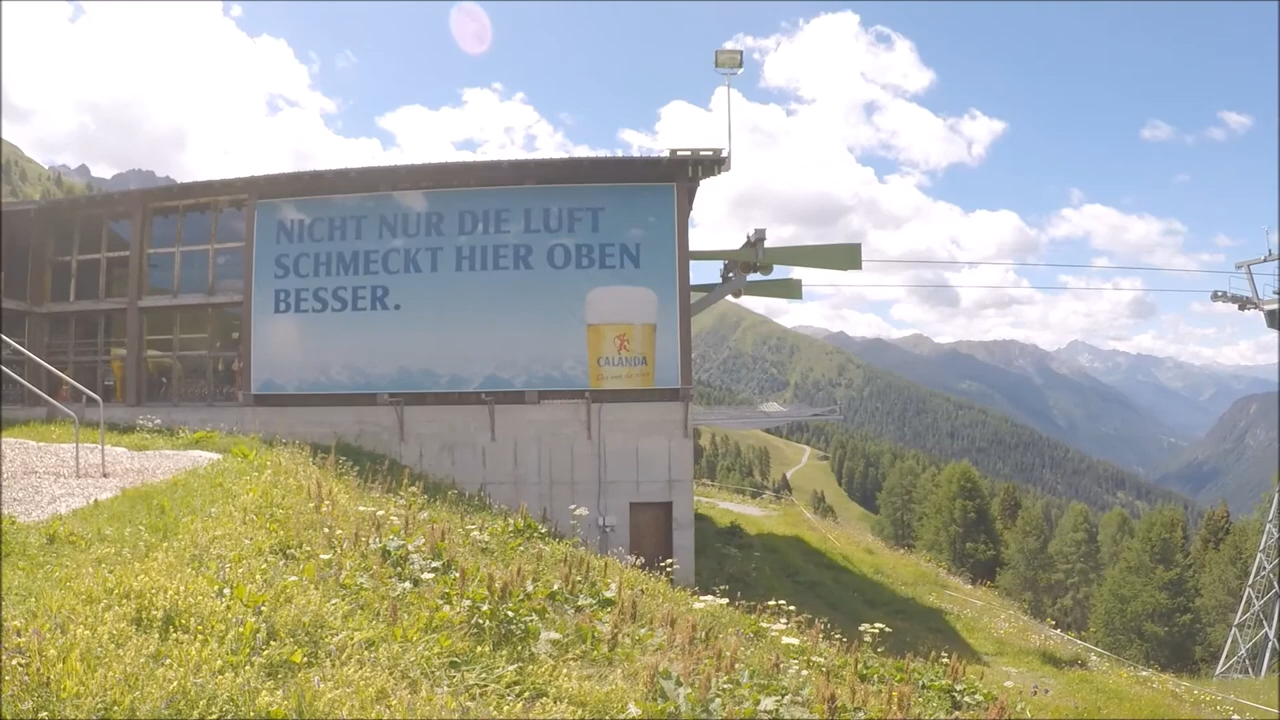 NICHT NUR DIE LUFT
SCHMECKT HIER OBEN
BESSER.
CALANDA